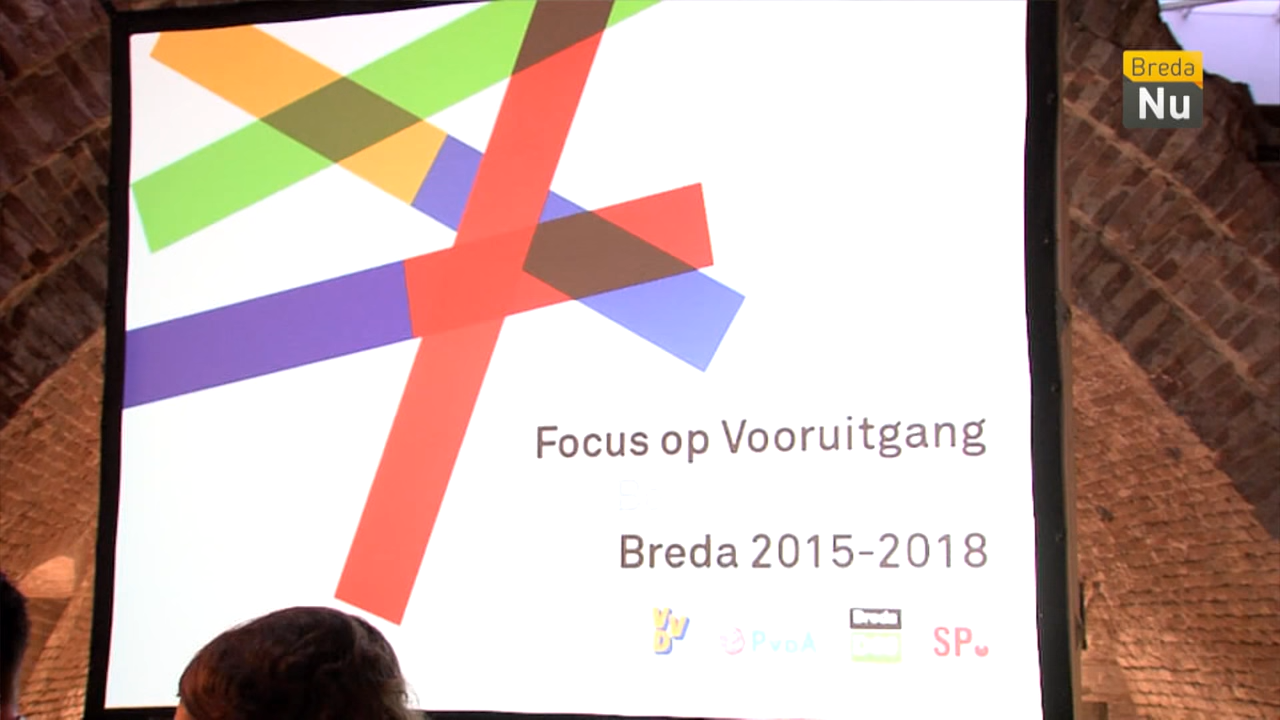 Breda
Nu
Focus op Vooruitgang
Breda 2015-2018
VVD
PvdA
Breda
SP